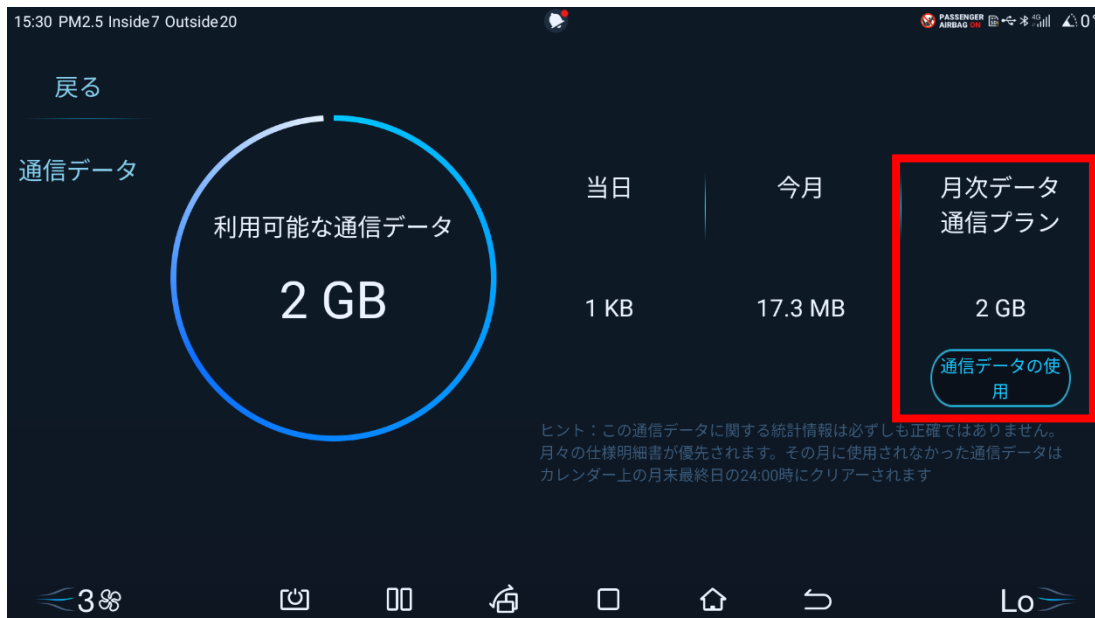 15:30 PM2.5 Inside7 Outside20
PASSENGER
AIRBAG ON
4G
0°
戻る
通信データ
利用可能な通信データ
2 GB
当日
今月
月次データ
通信プラン
1 KB
17.3 MB
2 GB
通信データの使
用
ヒント：この通信データに関する統計情報は必ずしも正確ではありません。
月々の仕様明細書が優先されます。その月に使用されなかった通信データは
カレンダー上の月末最終日の24:00時にクリアーされます
3
Lo